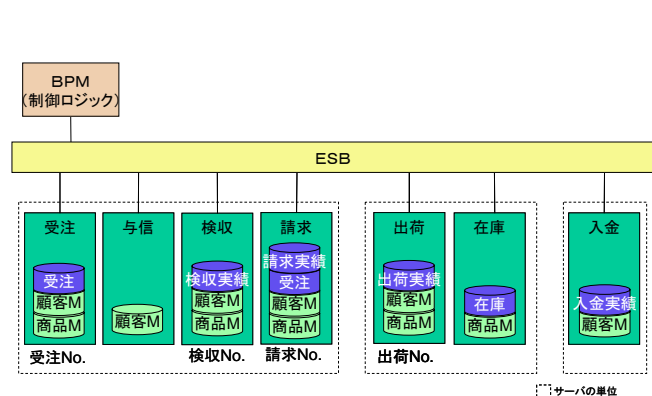 BPM
(制御ロジック)
ESB
受注
与信
検収
請求
出荷
在庫
入金
受注
顧客M
商品M
顧客M
検収実績
顧客M
商品M
請求実績
受注
顧客M
商品M
出荷実績
顧客M
商品M
在庫
商品M
入金実績
顧客M
受注No.
検収No.
請求No.
出荷No.
サーバの単位